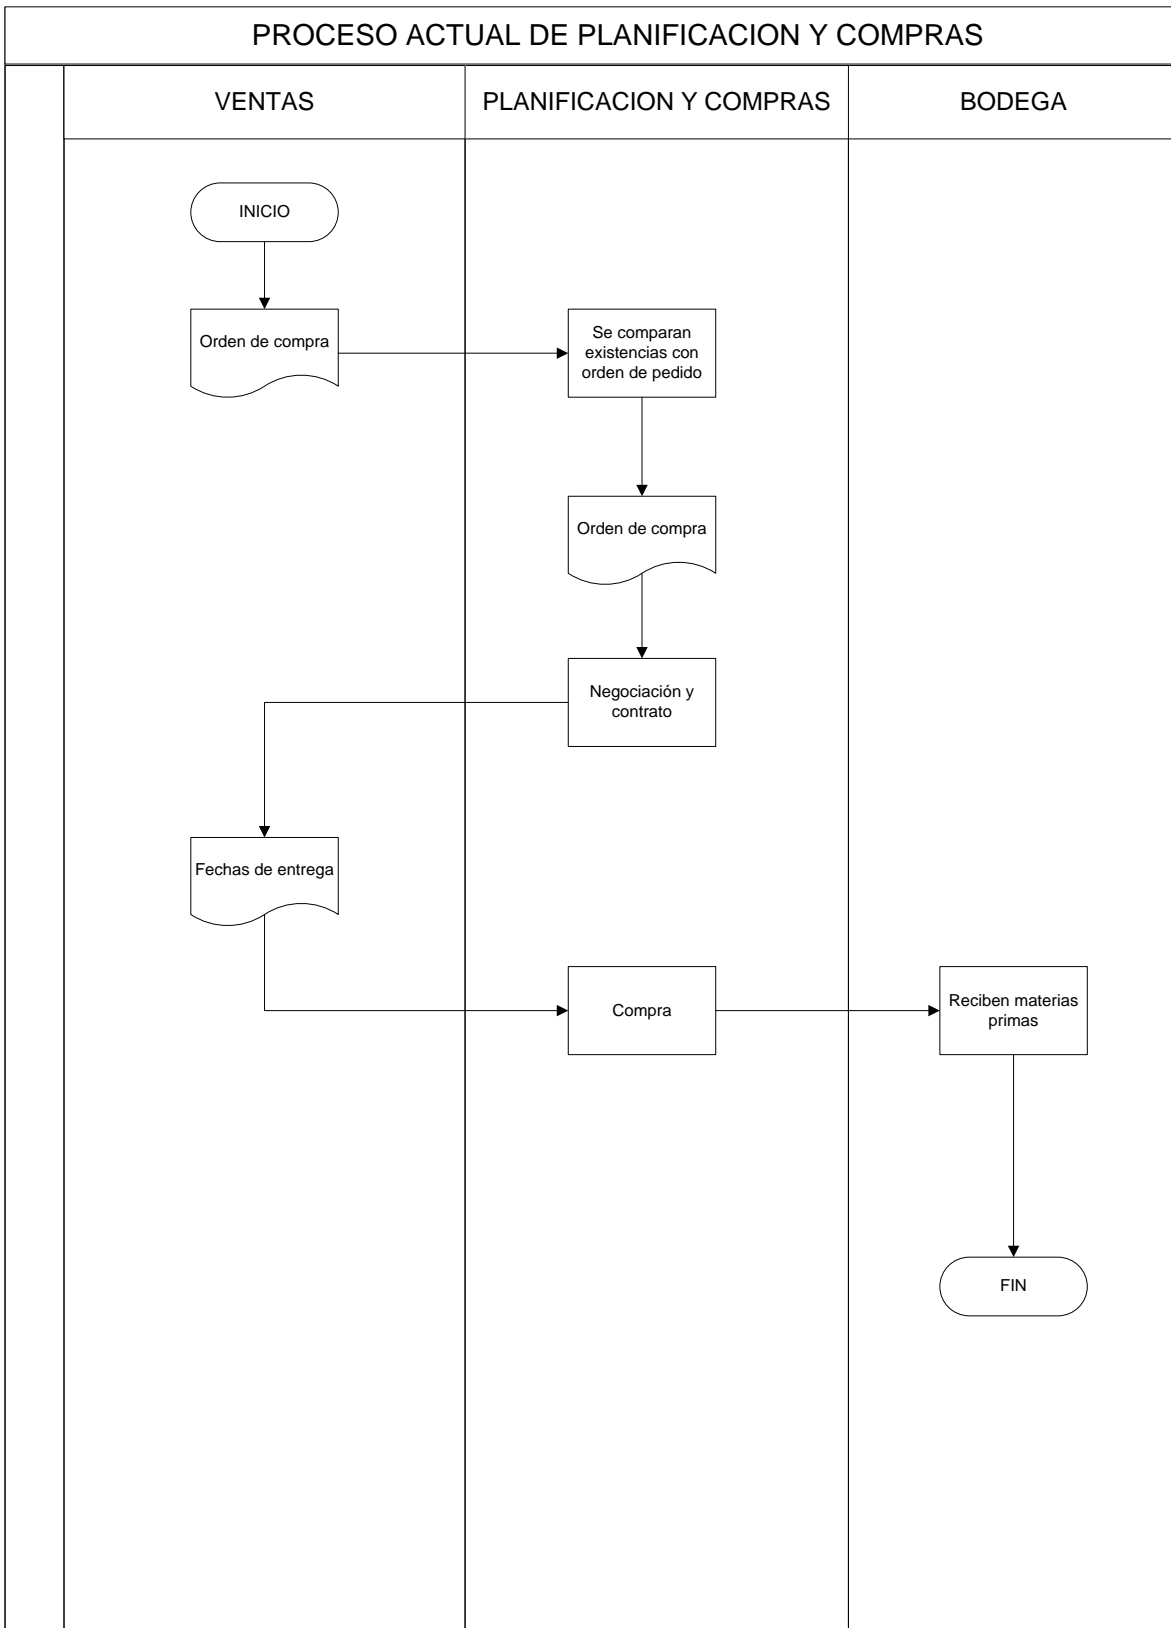 PROCESO ACTUAL DE PLANIFICACION Y COMPRAS
VENTAS
PLANIFICACION Y COMPRAS
BODEGA
INICIO
Orden de compra
Se comparan
existencias con
orden de pedido
Orden de compra
Negociación y
contrato
Fechas de entrega
Compra
Reciben materias
primas
FIN